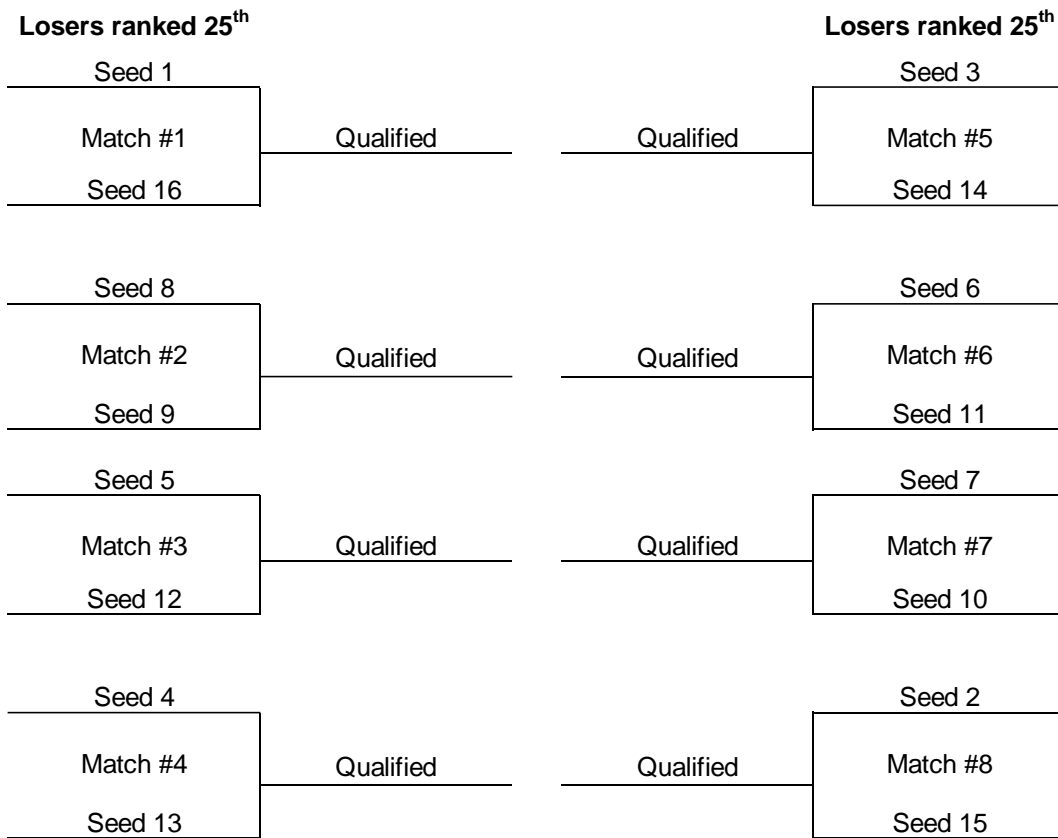 Losers ranked 25th
Losers ranked 25th
Seed 1
Seed 3
Match #1
Qualified
Qualified
Match #5
Seed 16
Seed 14
Seed 8
Seed 6
Match #2
Qualified
Qualified
Match #6
Seed 9
Seed 11
Seed 5
Seed 7
Match #3
Qualified
Qualified
Match #7
Seed 12
Seed 10
Seed 4
Seed 2
Match #4
Qualified
Qualified
Match #8
Seed 13
Seed 15